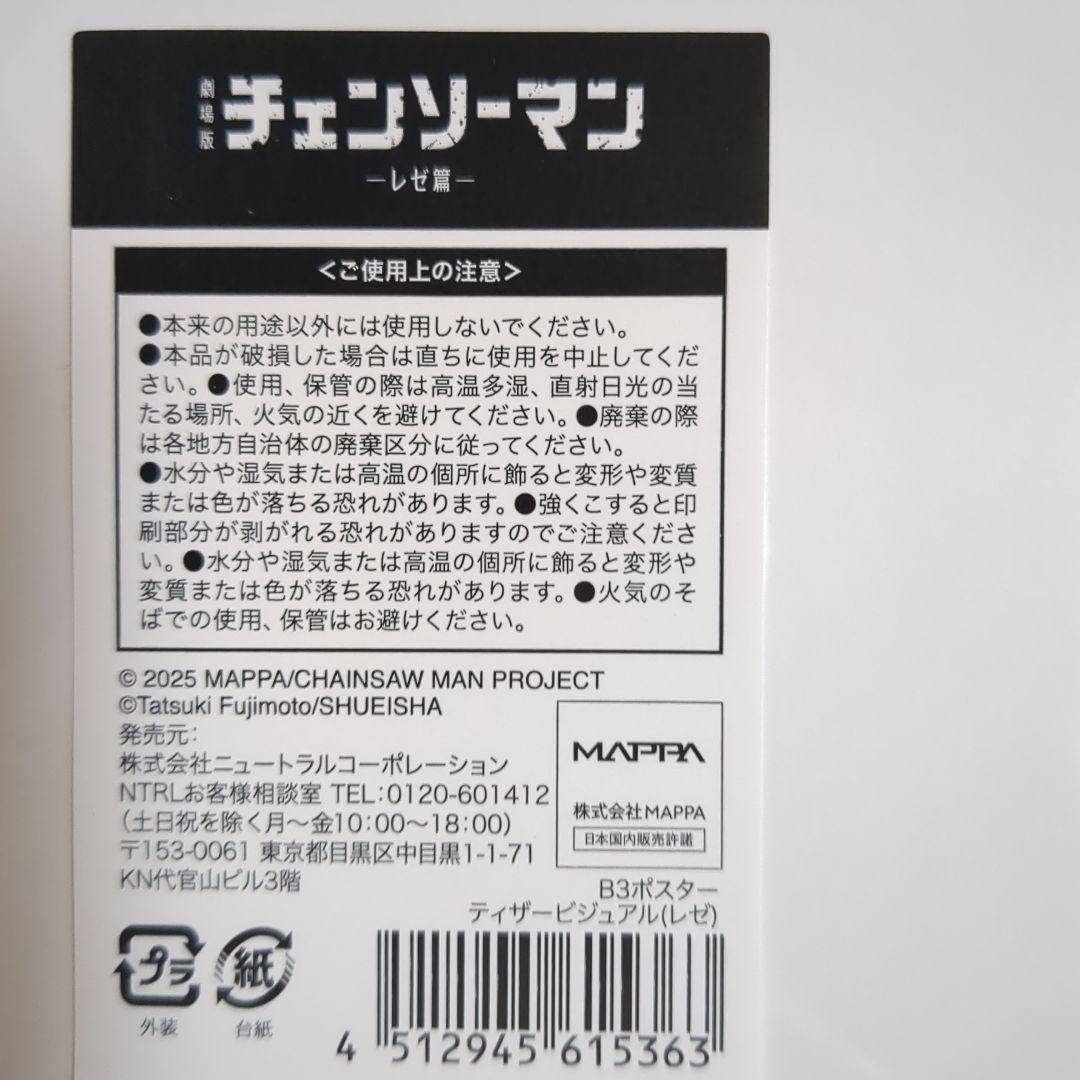 劇場版
チェンソーマン
―レゼ篇―
＜ご使用上の注意＞
●本来の用途以外には使用しないでください。
●本品が破損した場合は直ちに使用を中止してくだ
さい。●使用、保管の際は高温多湿、直射日光の当
たる場所、火気の近くを避けてください。●廃棄の際
は各地方自治体の廃棄区分に従ってください。
●水分や湿気または高温の個所に飾ると変形や変質
または色が落ちる恐れがあります。●強くこすると印
刷部分が剥がれる恐れがありますのでご注意くださ
い。●水分や湿気または高温の個所に飾ると変形や
変質または色が落ちる恐れがあります。●火気のそ
ばでの使用、保管はお避けください。
© 2025 MAPPA/CHAINSAW MAN PROJECT
©Tatsuki Fujimoto/SHUEISHA
発売元：
株式会社ニュートラルコーポレーション
NTRLお客様相談室 TEL：0120-601412
（土日祝を除く月～金10：00～18：00）
〒153-0061 東京都目黒区中目黒1-1-71
KN代官山ビル3階
MAPPA
株式会社MAPPA
日本国内販売許諾
B3ポスター
ティザービジュアル(レゼ)
プラ
外装
紙
台紙
4 512945 615363